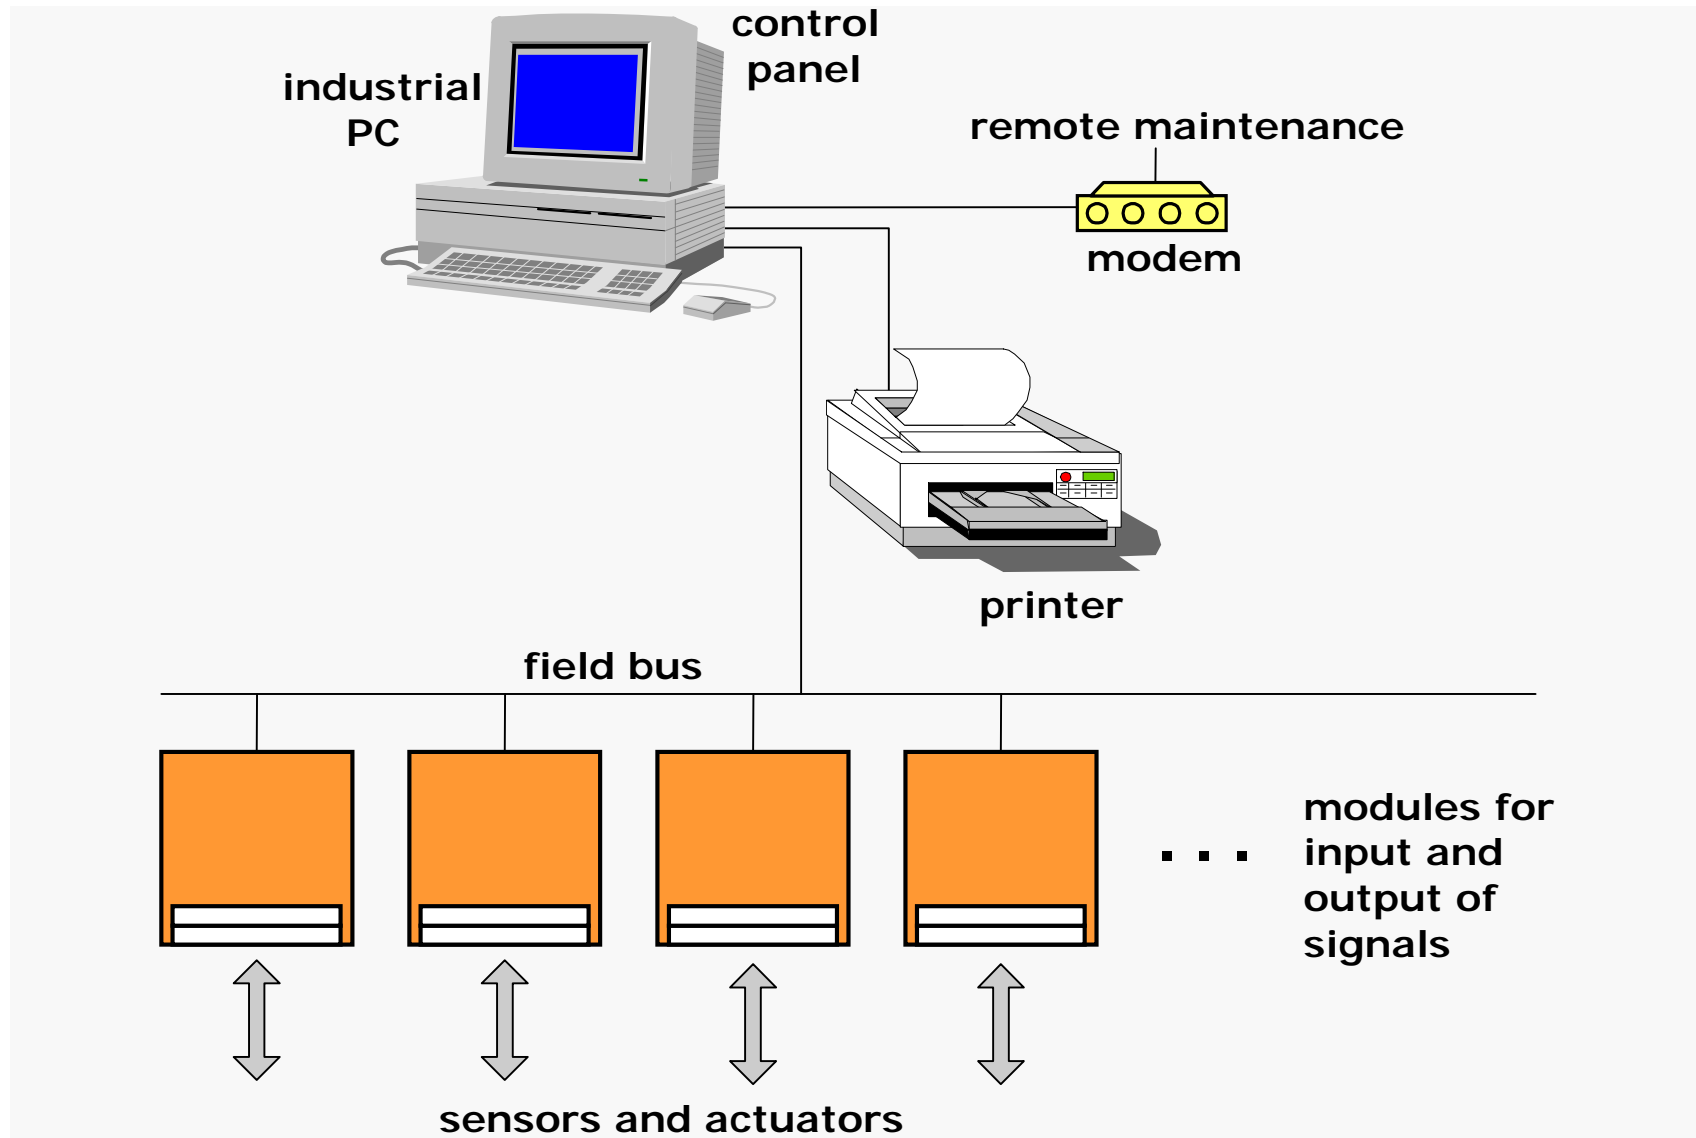 control
panel
industrial
PC
remote maintenance
modem
printer
field bus
modules for
input and
output of
signals
sensors and actuators